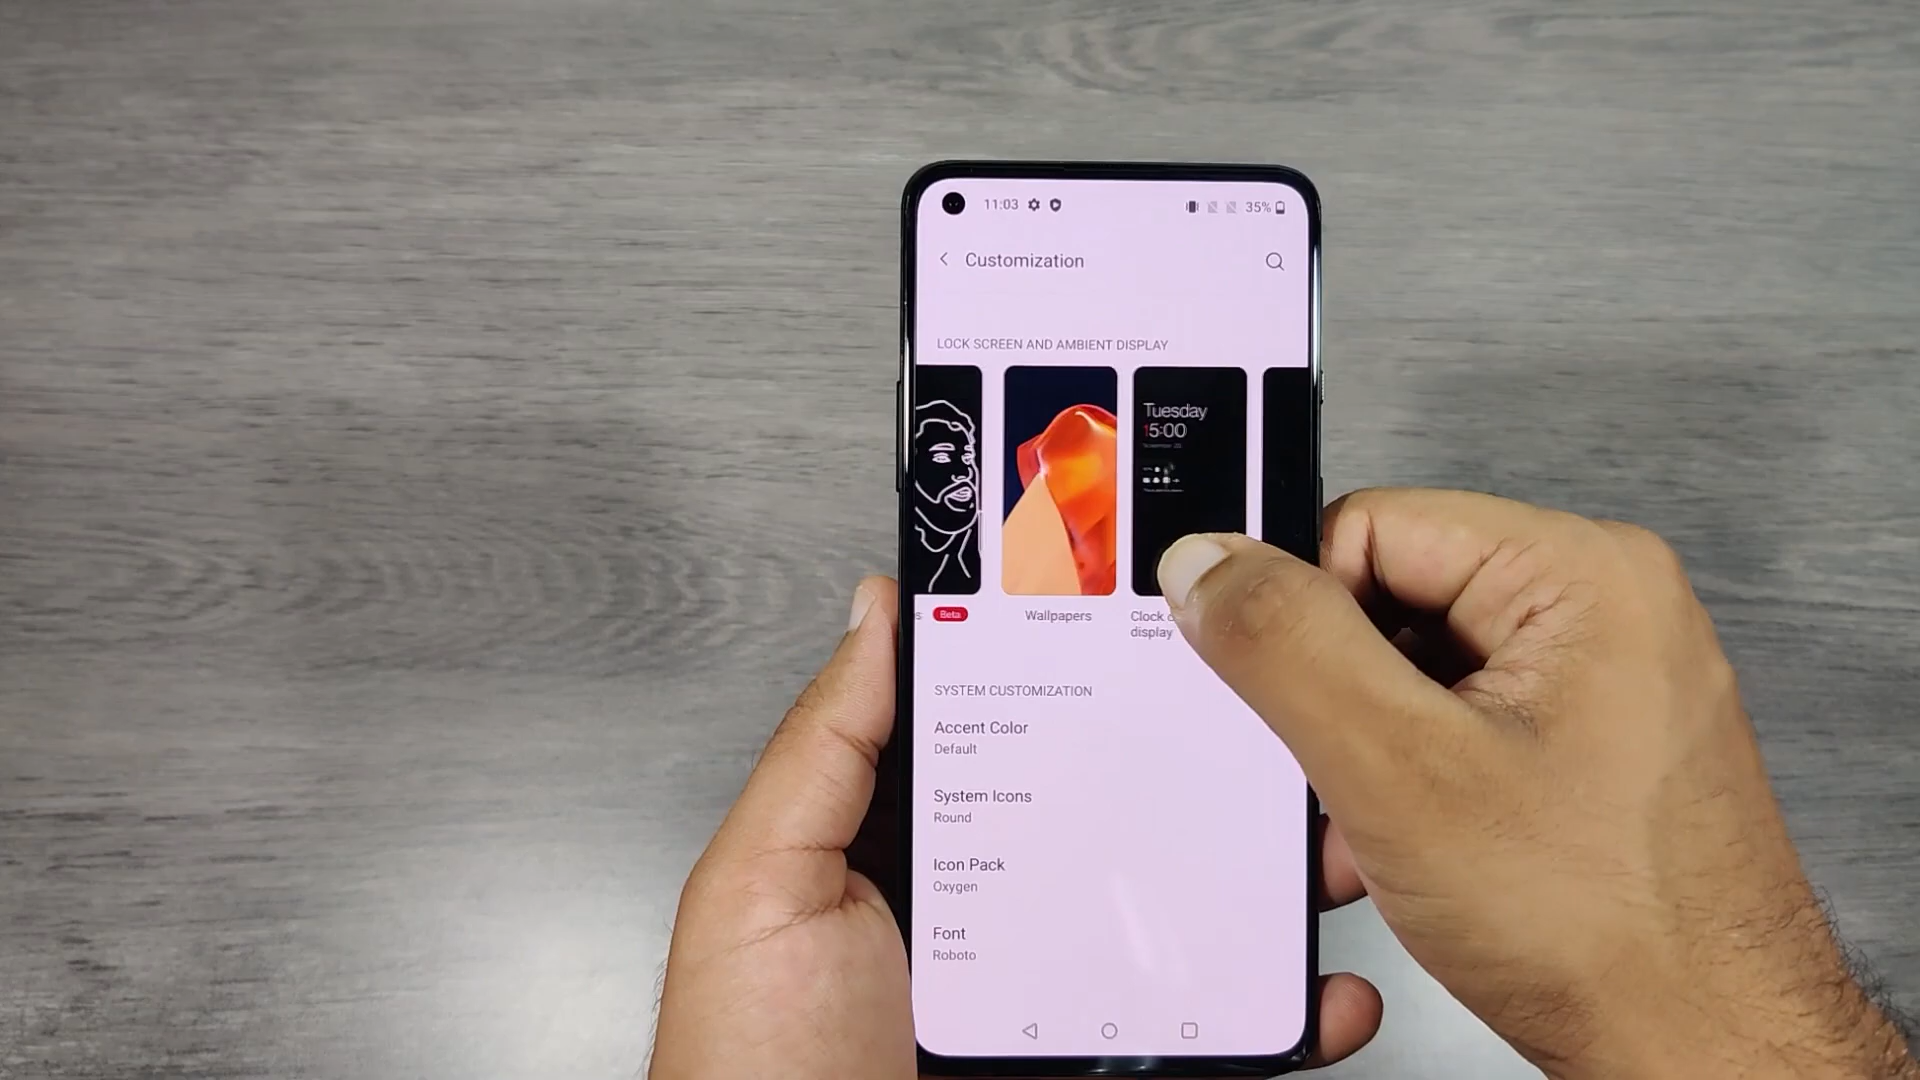 11:03
35%
Customization
LOCK SCREEN AND AMBIENT DISPLAY
Tuesday
15:00
Beta
Wallpapers
Clock
display
SYSTEM CUSTOMIZATION
Accent Color
Default
System Icons
Round
Icon Pack
Oxygen
Font
Roboto